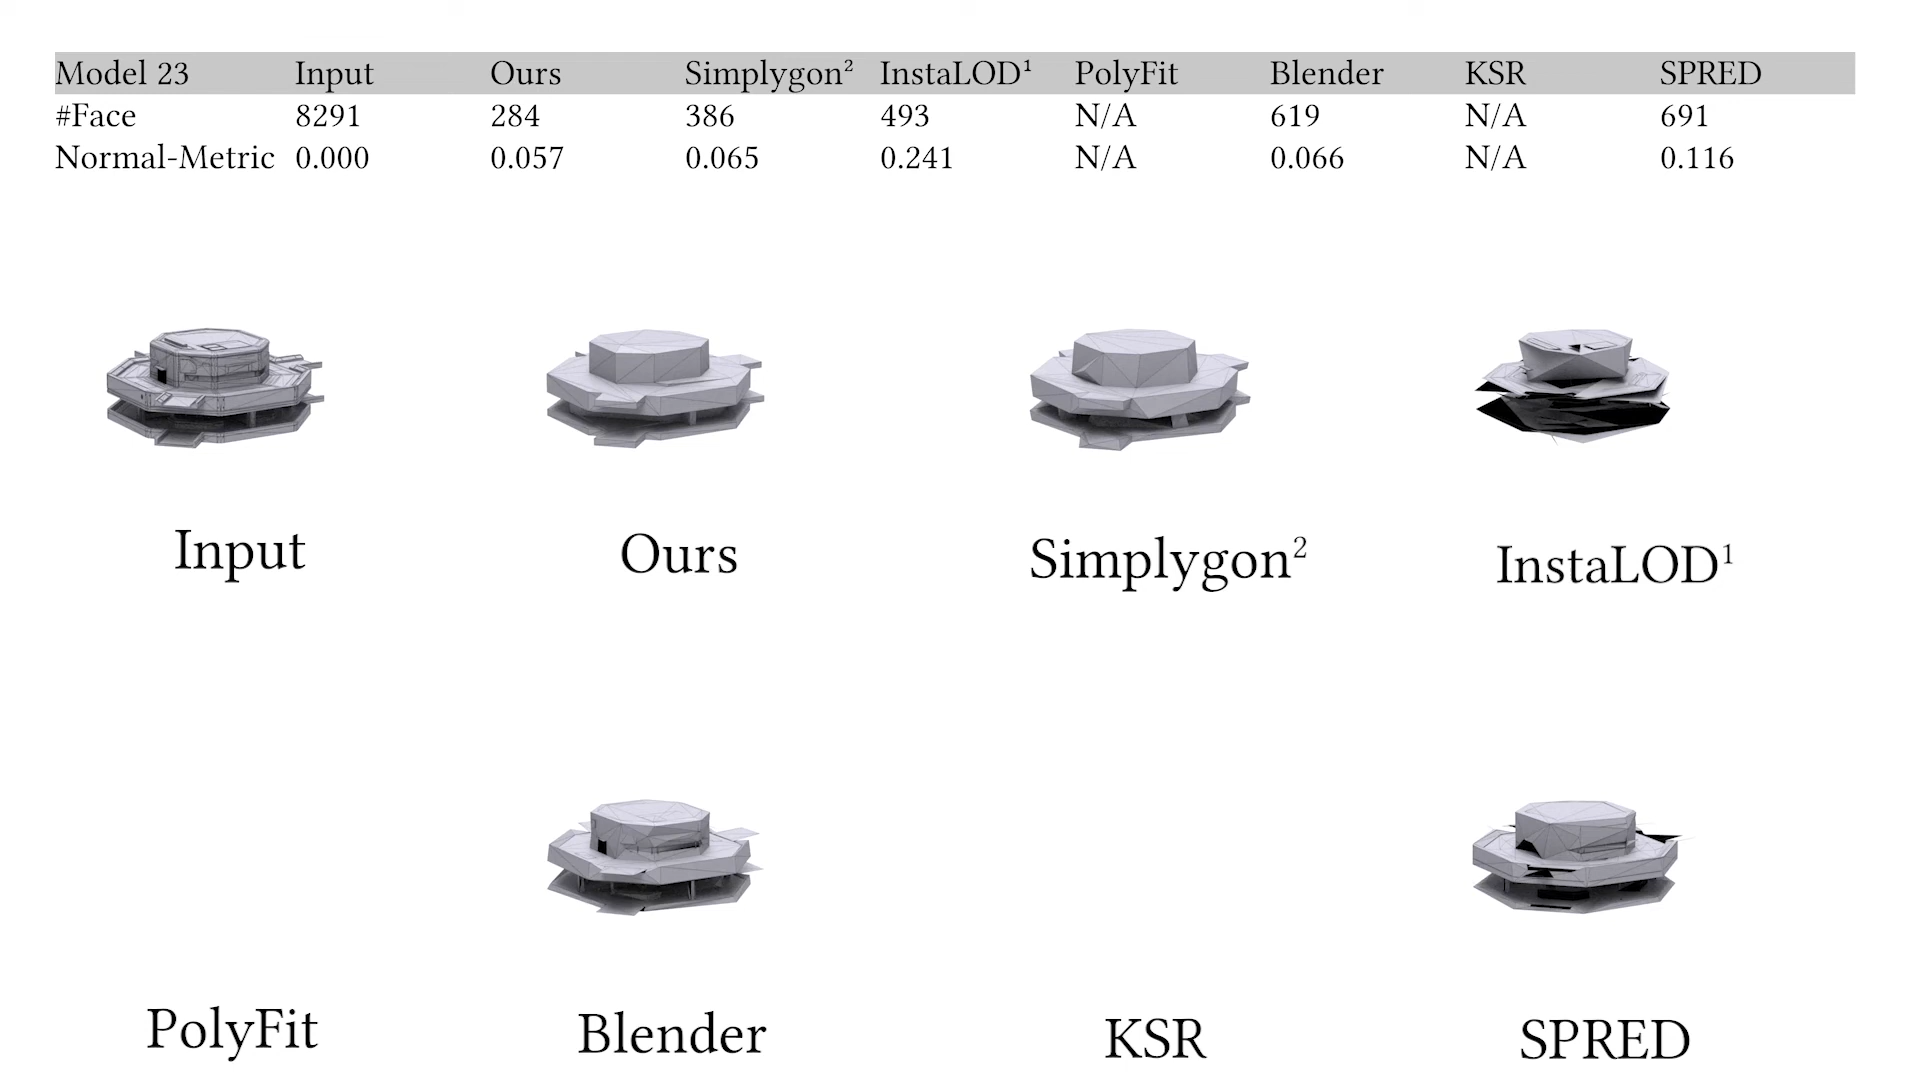 Model 23 Input Ours Simplygon² InstaLOD¹ PolyFit Blender KSR SPRED
#Face 8291 284 386 493 N/A 619 N/A 691
Normal-Metric 0.000 0.057 0.065 0.241 N/A 0.066 N/A 0.116
Input Ours Simplygon² InstaLOD¹
PolyFit Blender KSR SPRED